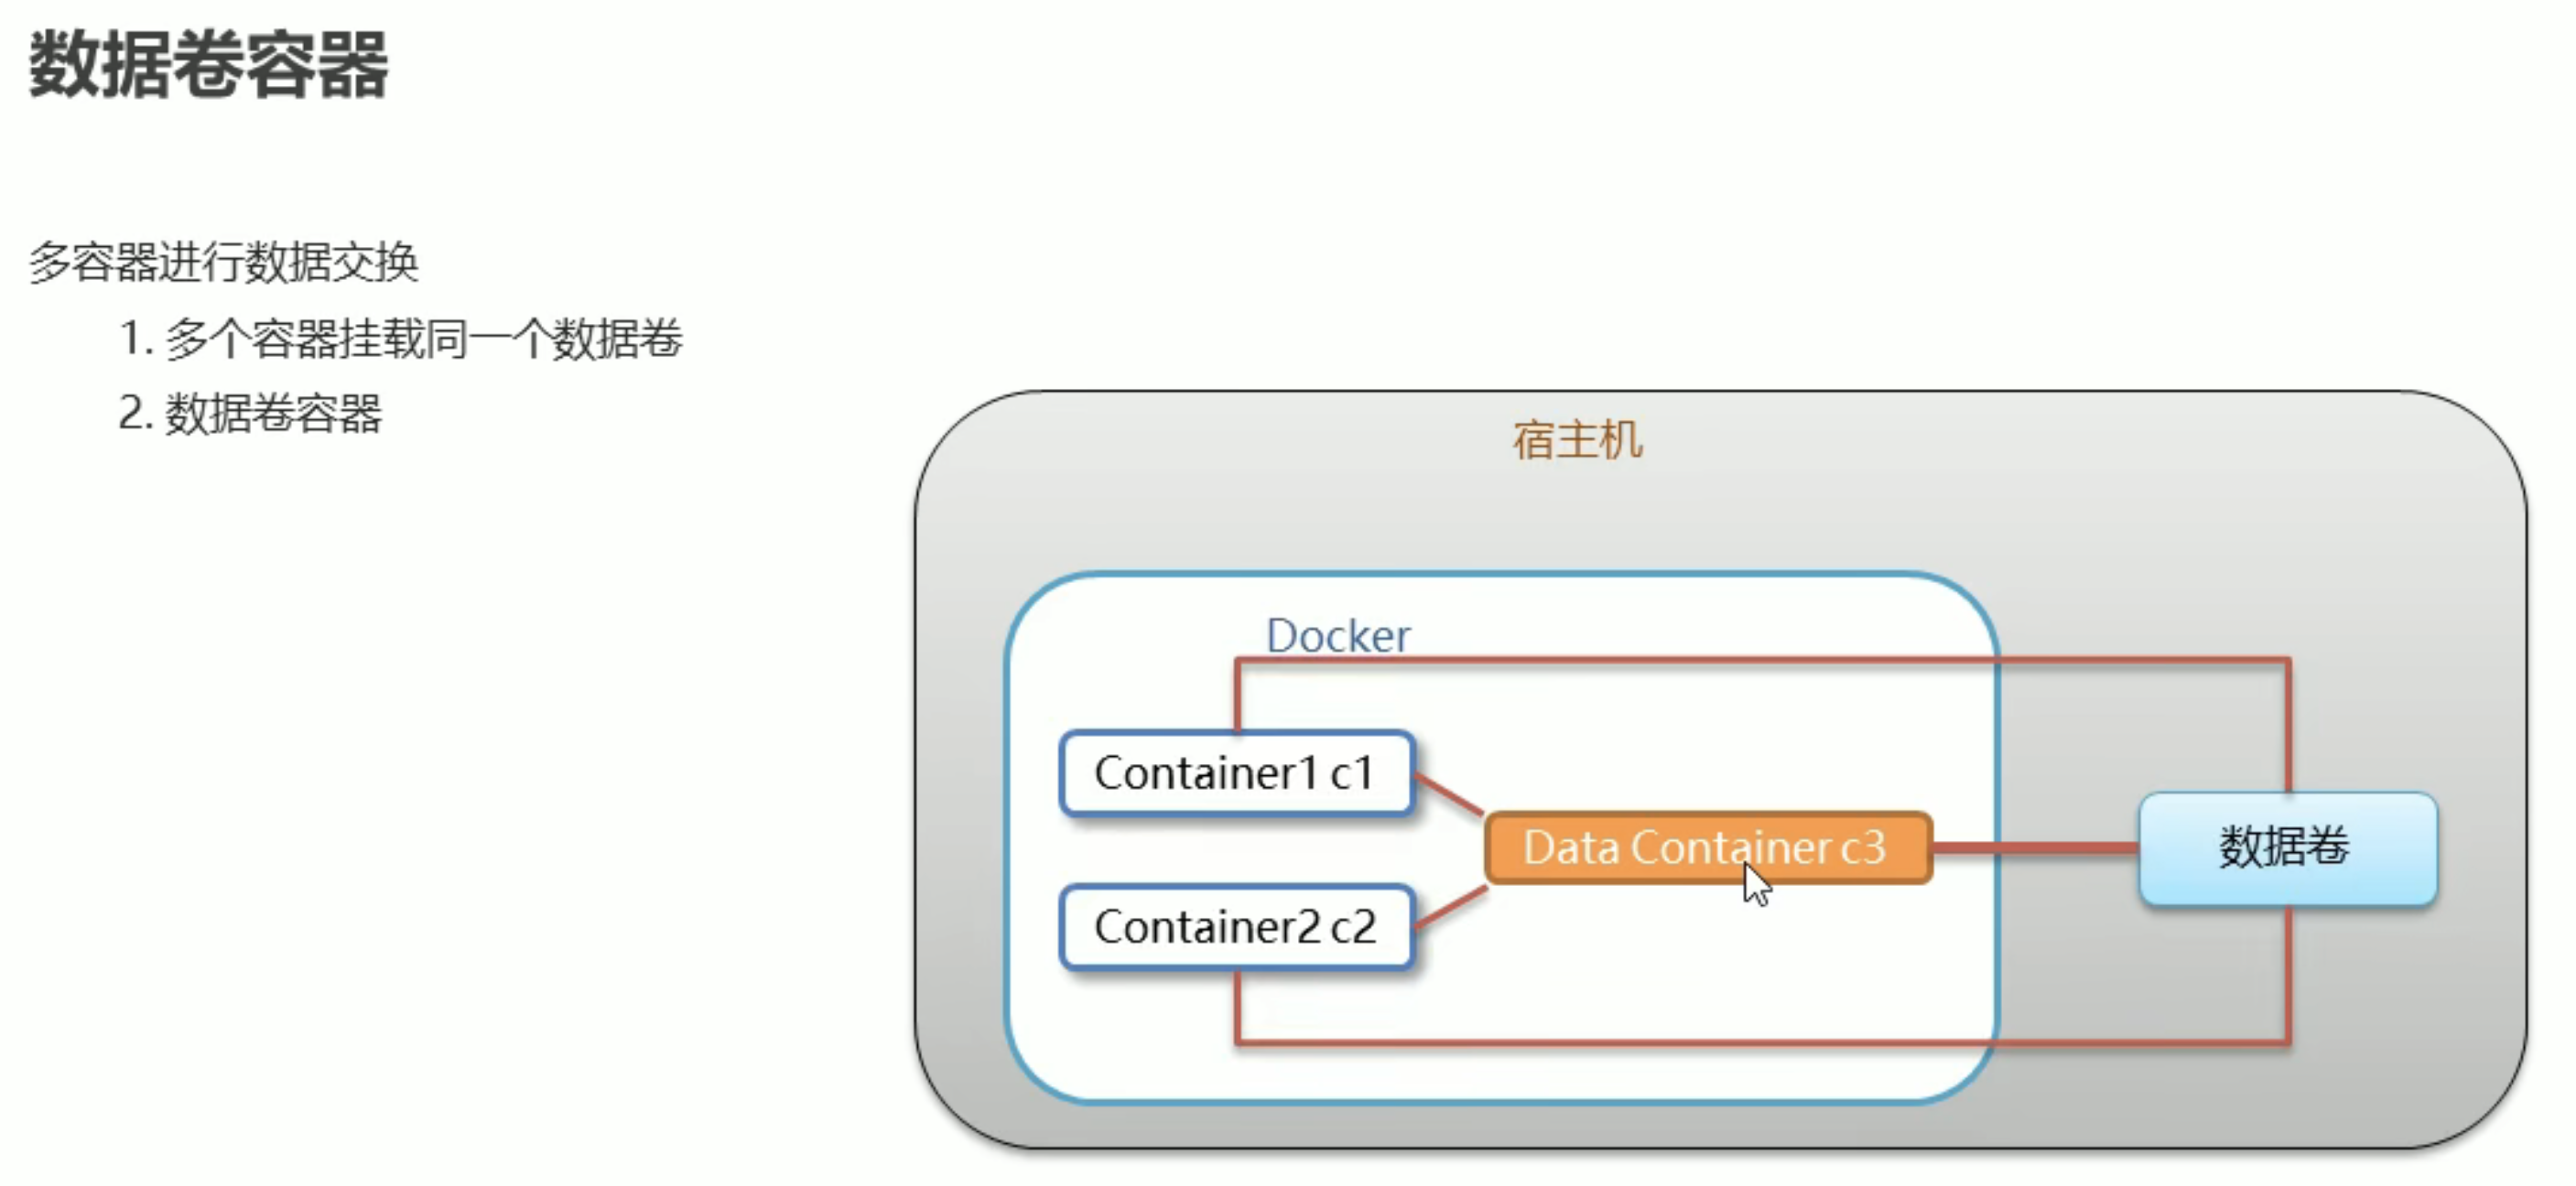 数据卷容器
多容器进行数据交换
1. 多个容器挂载同一个数据卷
2. 数据卷容器
宿主机
Docker
Container1 c1
Data Container c3
数据卷
Container2 c2